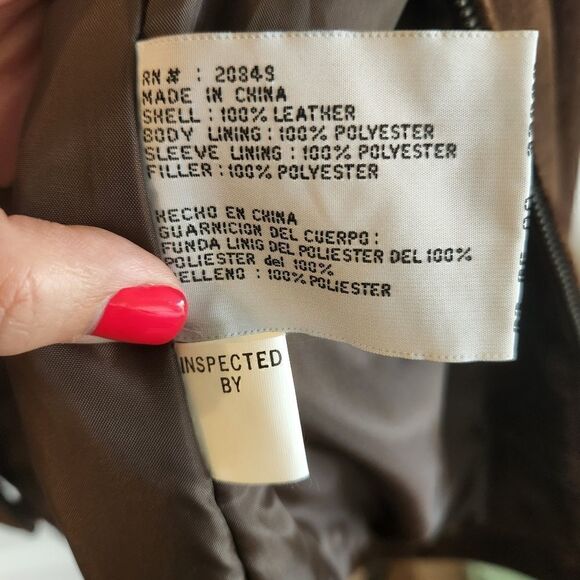 RN # : 20849
MADE IN CHINA
SHELL : 100% LEATHER
BODY LINING : 100% POLYESTER
SLEEVE LINING : 100% POLYESTER
FILLER : 100% POLYESTER
HECHO EN CHINA
GUARNICION DEL CUERPO :
FUNDA LINIG DEL POLIESTER DEL 100%
POLIESTER del 100%
RELLENO : 100% POLIESTER
INSPECTED
BY